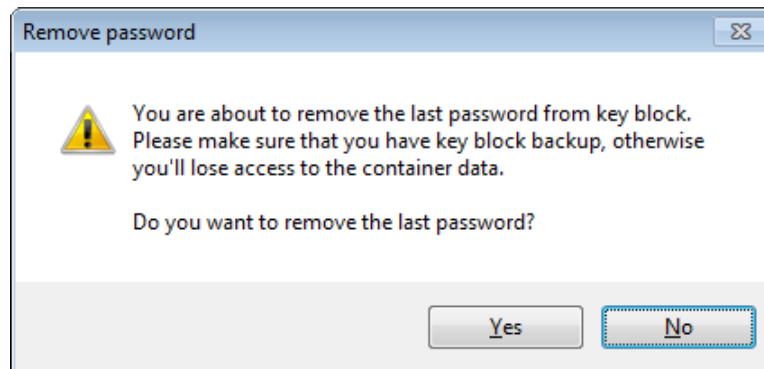 Remove password
You are about to remove the last password from key block.
Please make sure that you have key block backup, otherwise
you'll lose access to the container data.
Do you want to remove the last password?
Yes
No